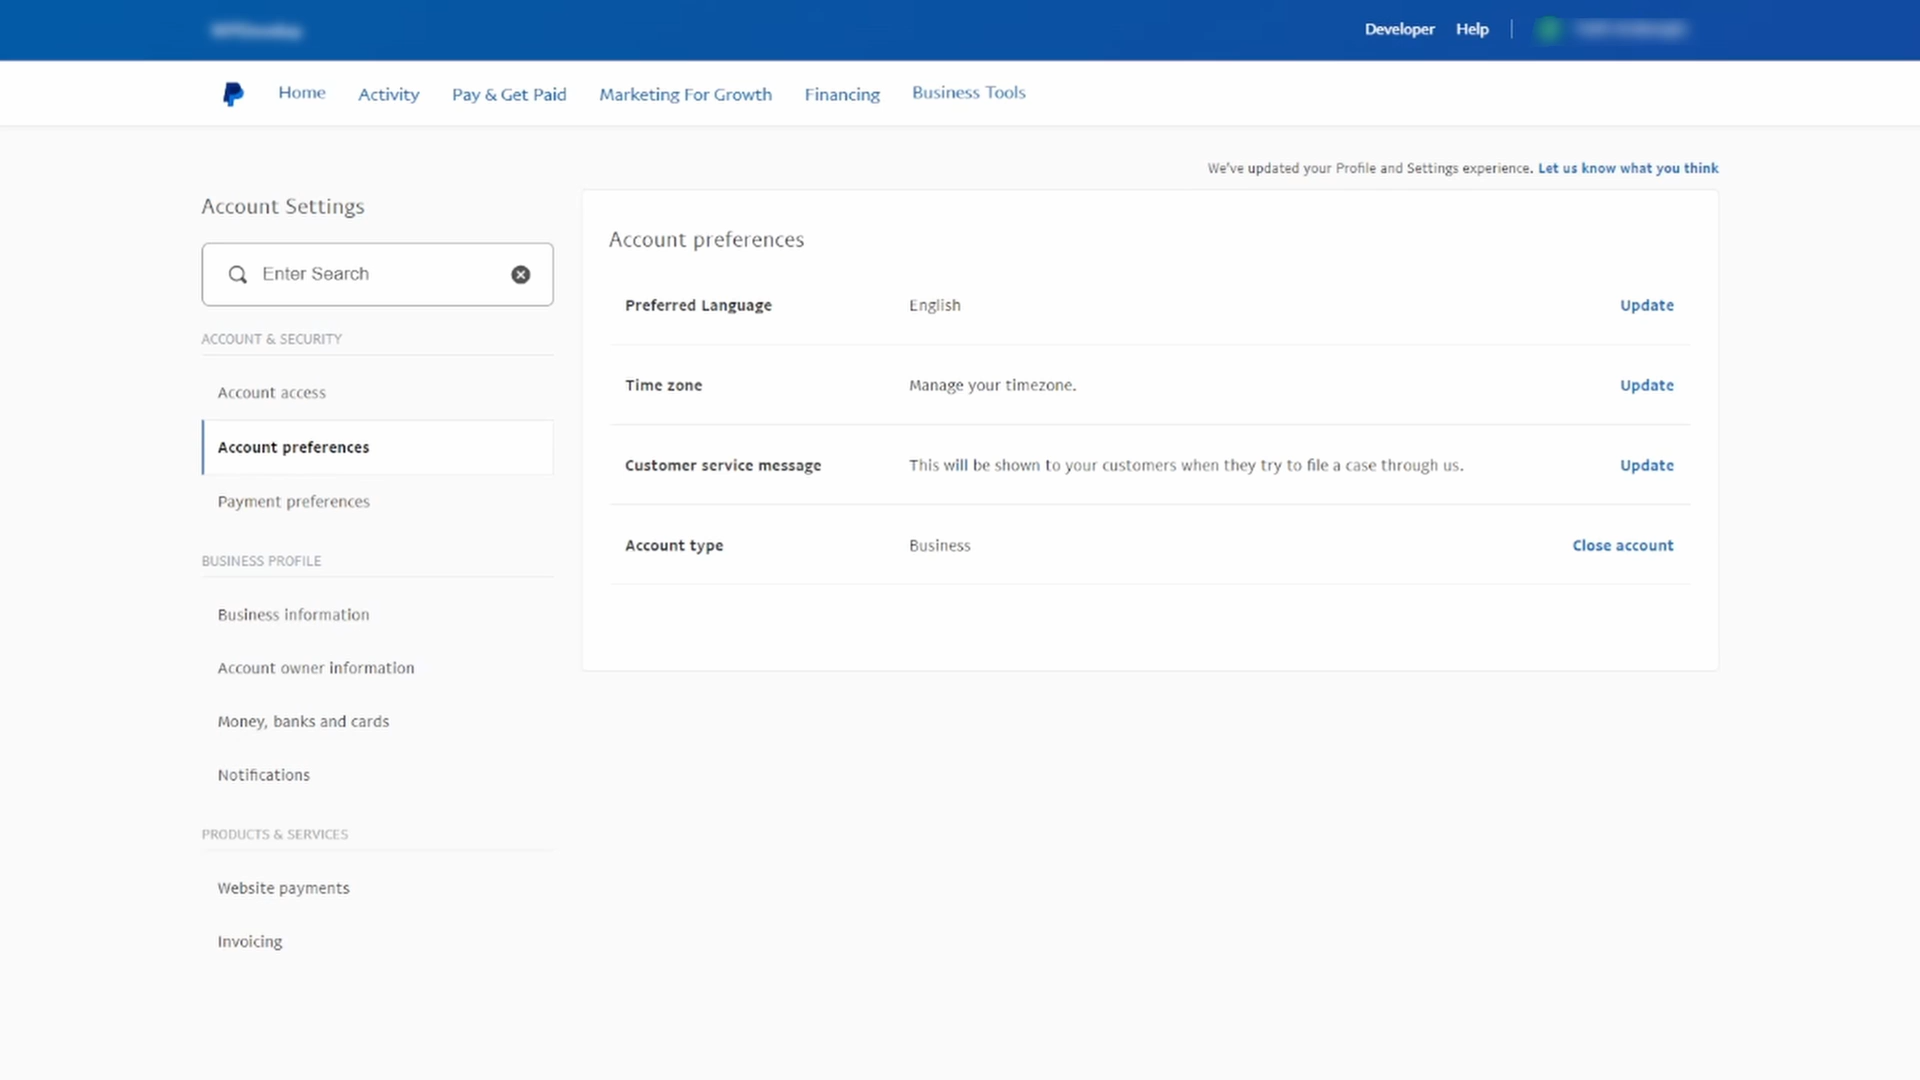 Developer Help
Home Activity Pay & Get Paid Marketing For Growth Financing Business Tools
We've updated your Profile and Settings experience. Let us know what you think
Account Settings
Enter Search
ACCOUNT & SECURITY
Account access
Account preferences
Payment preferences
BUSINESS PROFILE
Business information
Account owner information
Money, banks and cards
Notifications
PRODUCTS & SERVICES
Website payments
Invoicing
Account preferences
Preferred Language English Update
Time zone Manage your timezone. Update
Customer service message This will be shown to your customers when they try to file a case through us. Update
Account type Business Close account